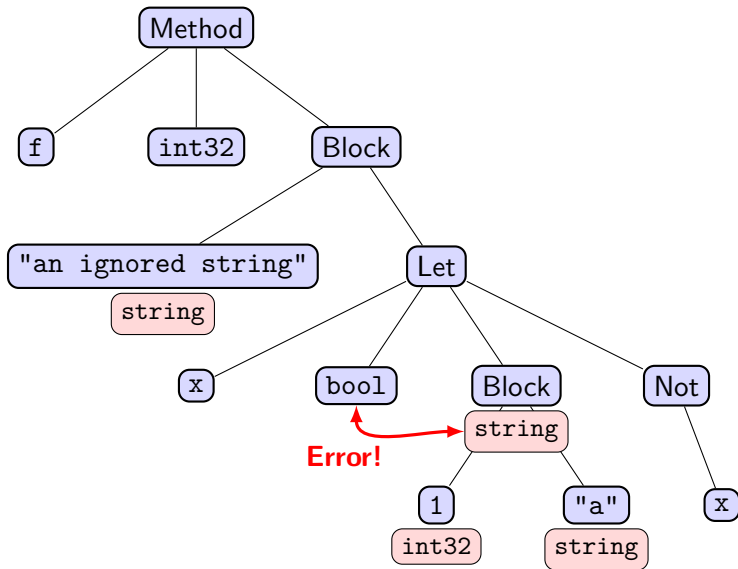 Method
f int32 Block
"an ignored string" Let
string
x bool Block Not
string
Error!
1 "a" x
int32 string